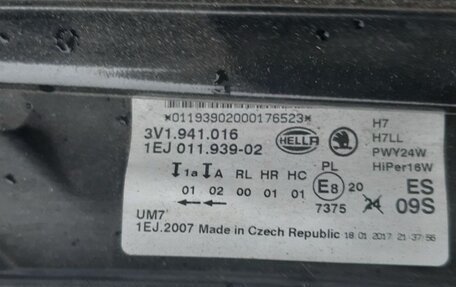 *01193902000176523*
3V1.941.016 HELLA H7
1EJ 011.939-02 H7LL
PWY24W
HiPer16W
1a A RL HR HC PL
01 02 00 01 01 E8 20 ES
7375 24 09S
UM7
1EJ.2007 Made in Czech Republic 18.01.2017 21:37:56